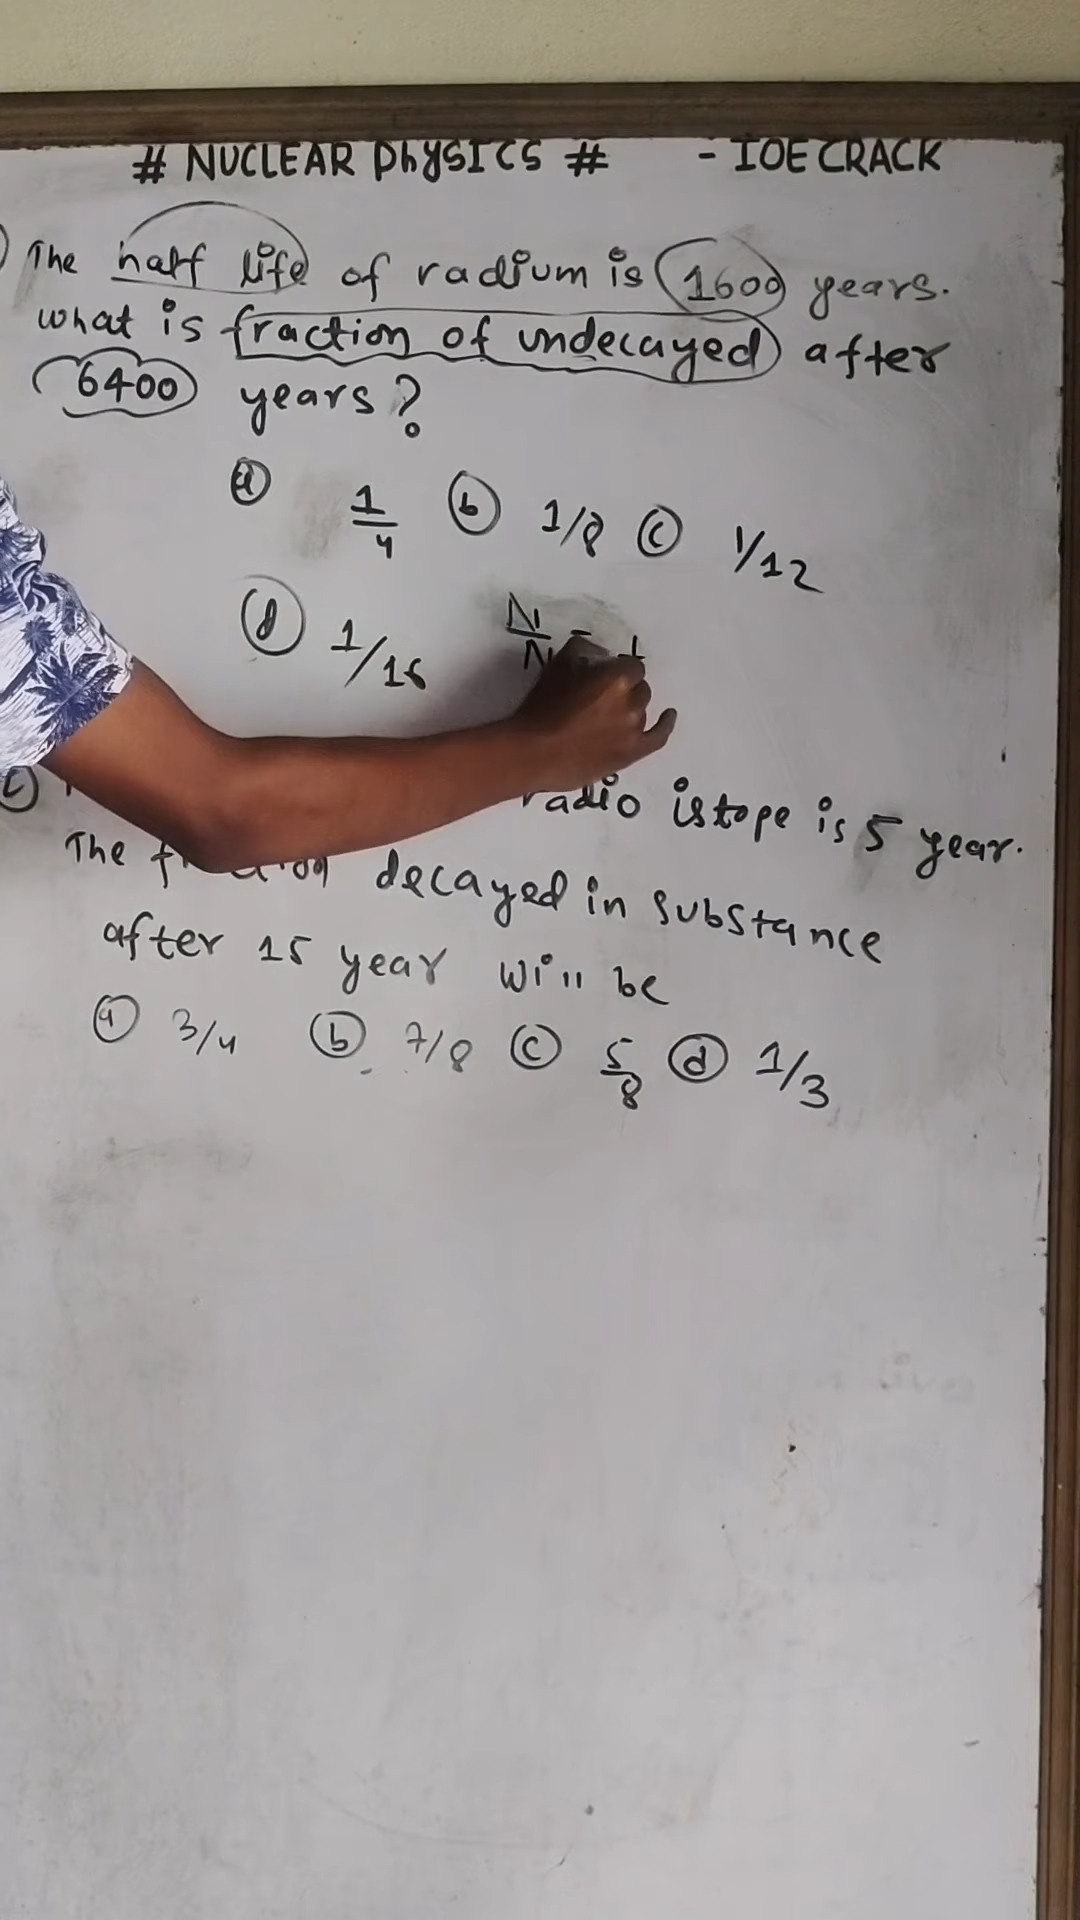 # NUCLEAR PhYSICS # - IOE CRACK
The half life of radium is 1600 years.
what is fraction of undecayed after
6400 years?
a 1/4 b 1/8 c 1/12
d 1/16 N =
radio istope is 5 year.
The decayed in substance
after 15 year will be
a 3/4 b 7/8 c 5/8 d 1/3